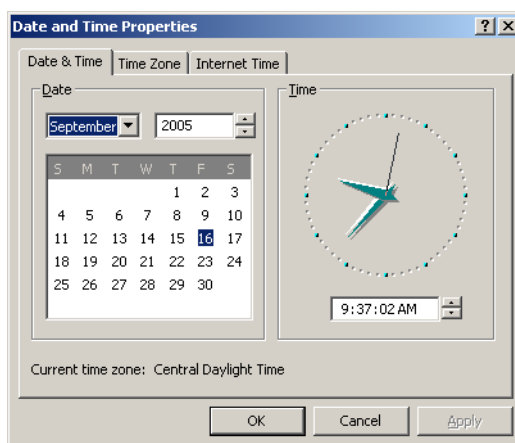 Date and Time Properties
Date & Time Time Zone Internet Time
Date
Time
September 2005
S M T W T F S
1 2 3
4 5 6 7 8 9 10
11 12 13 14 15 16 17
18 19 20 21 22 23 24
25 26 27 28 29 30
9:37:02 AM
Current time zone: Central Daylight Time
OK Cancel Apply